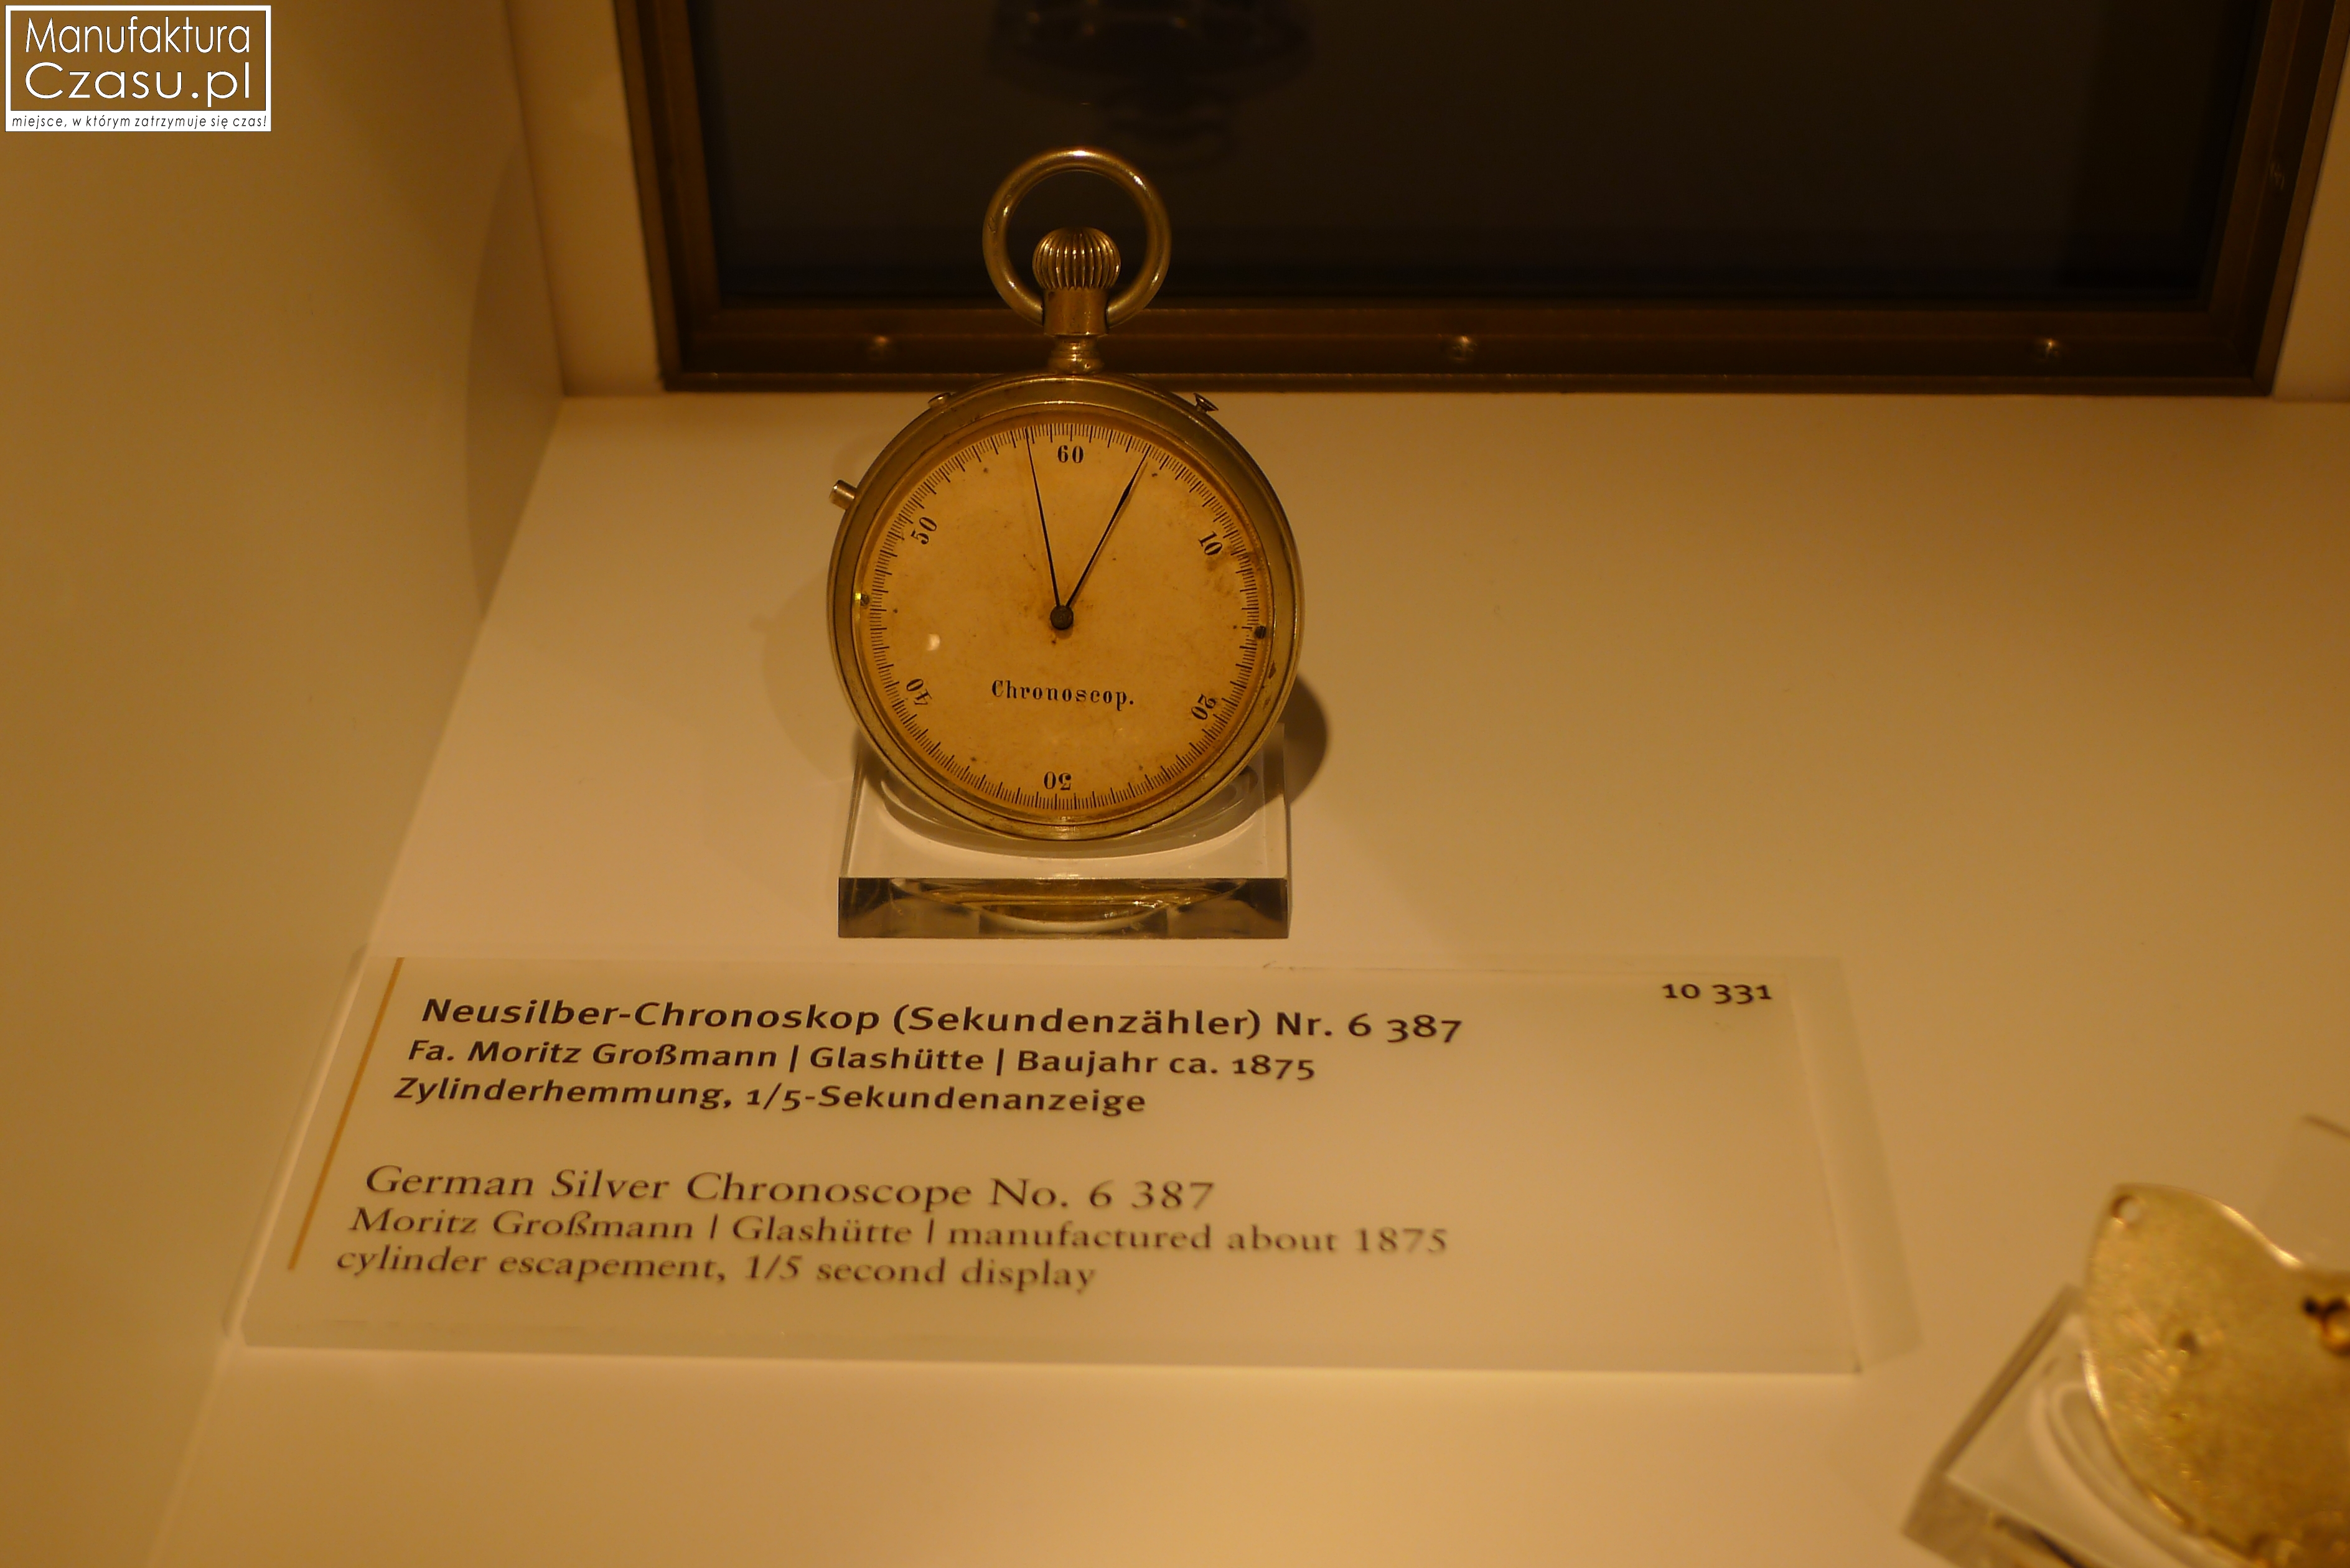 Manufaktura
Czasu.pl
miejsce, w którym zatrzymuje się czas!
60
50
10
40
20
30
Chronoscop.
10 331
Neusilber-Chronoskop (Sekundenzähler) Nr. 6 387
Fa. Moritz Großmann | Glashütte | Baujahr ca. 1875
Zylinderhemmung, 1/5-Sekundenanzeige
German Silver Chronoscope No. 6 387
Moritz Großmann | Glashütte | manufactured about 1875
cylinder escapement, 1/5 second display